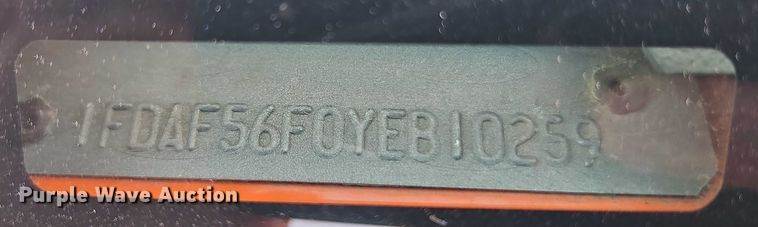 1FDAF56F0YEB10259
Purple Wave Auction